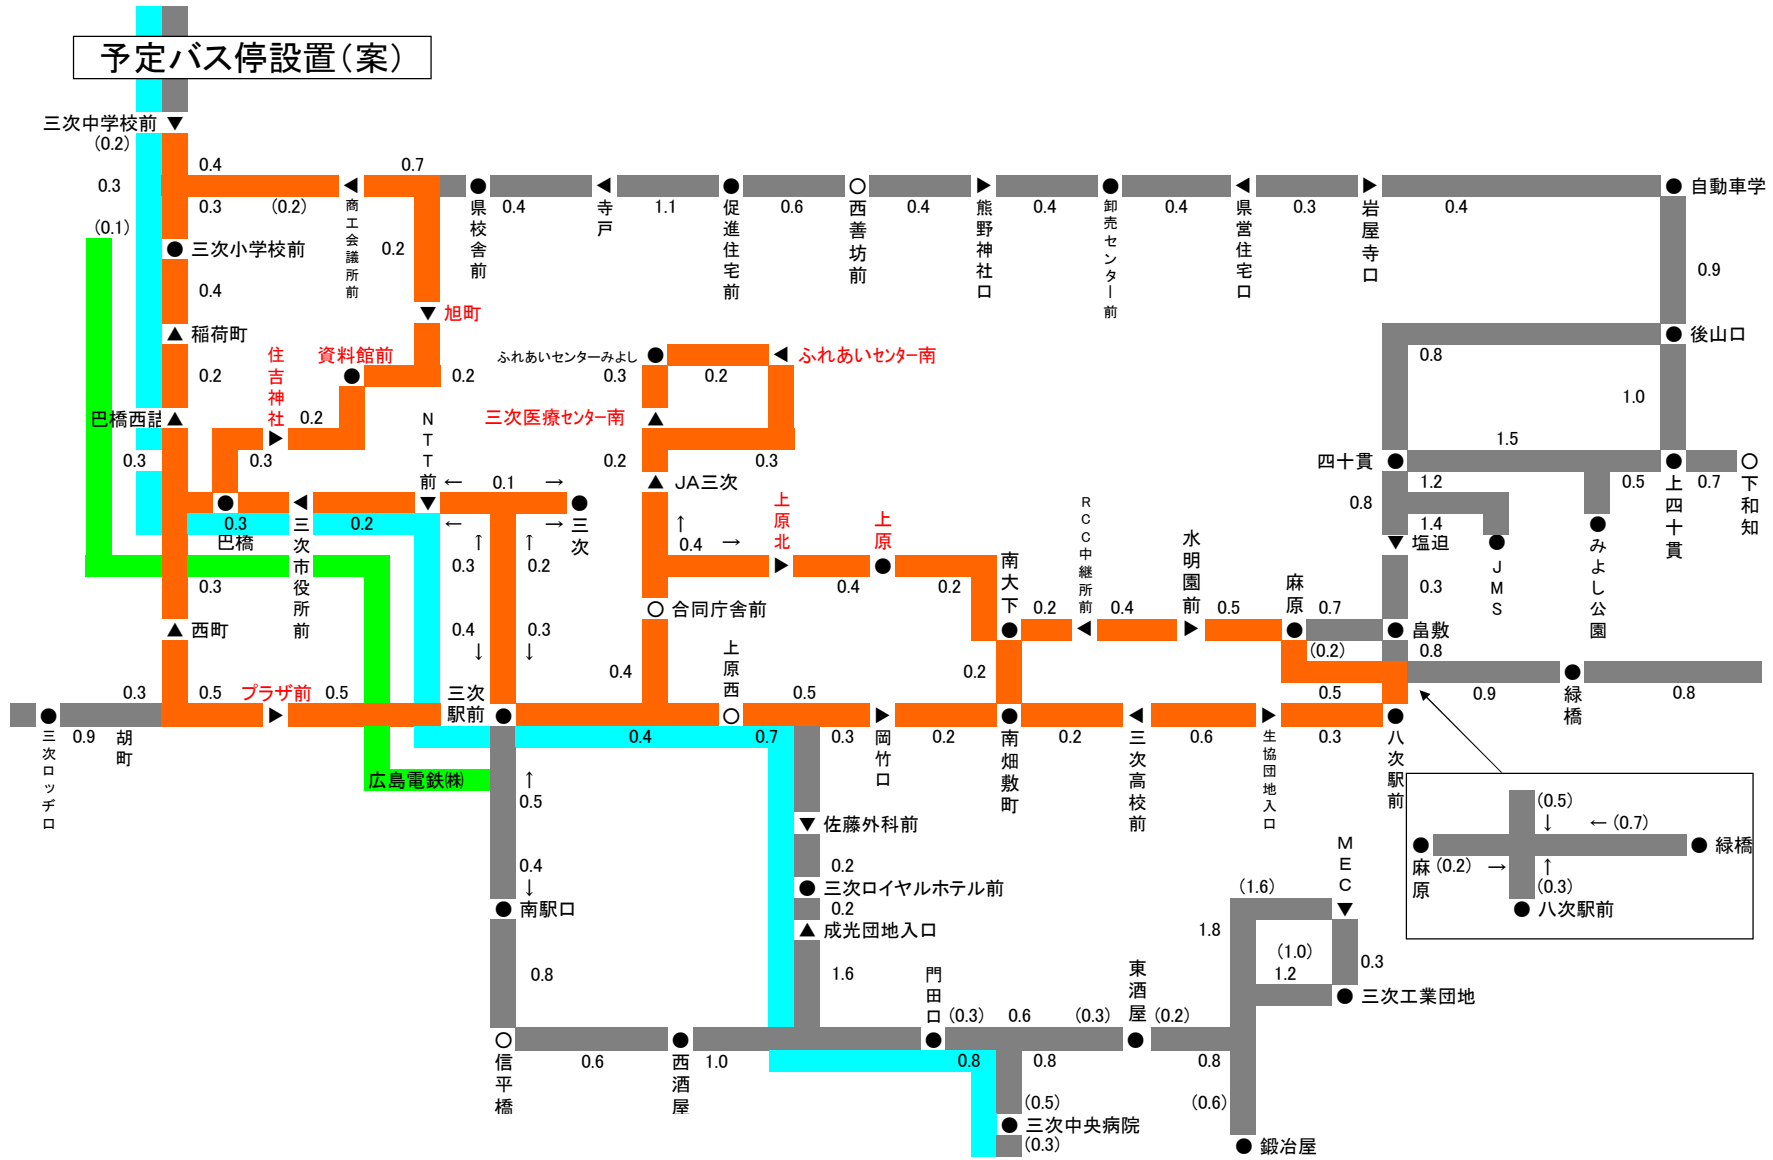 予定バス停設置(案)
三次中学校前
(0.2)
0.3
(0.1)
0.4
0.7
0.3
(0.2)
商工会議所前
0.2
県校舎前
0.4
寺戸
1.1
促進住宅前
0.6
西善坊前
0.4
熊野神社口
0.4
卸売センター前
0.4
県営住宅口
0.3
岩屋寺口
0.4
自動車学
0.9
三次小学校前
0.4
稲荷町
0.2
巴橋西詰
0.3
住吉神社
資料館前
旭町
0.2
0.2
0.3
NTT前
ふれあいセンターみよし
0.3
0.2
ふれあいセンター南
三次医療センター南
0.2
0.3
JA三次
後山口
0.8
1.0
四十貫
1.5
1.2
0.5
上四十貫
0.7
下和知
0.8
1.4
塩迫
JMS
みよし公園
0.3
巴橋
0.3
三次市役所前
0.2
← 0.1 →
← →
三次
↑
0.3
↑
0.2
↑
0.4 →
上原北
0.4
上原
0.2
南大下
0.2
RCC中継所前
0.4
水明園前
0.5
麻原
0.7
0.3
畠敷
(0.2)
0.8
0.3
西町
0.4
↓
0.3
↓
合同庁舎前
0.4
上原西
0.5
0.2
0.5
0.9
緑橋
0.8
0.3
0.5
プラザ前
0.5
三次駅前
三次ロッヂロ
0.9
胡町
0.4
0.7
0.3
岡竹口
0.2
南畑敷町
0.2
三次高校前
0.6
生協団地入口
0.3
八次駅前
広島電鉄㈱
↑
0.5
0.4
↓
南駅口
0.8
佐藤外科前
0.2
三次ロイヤルホテル前
0.2
成光団地入口
1.6
(0.5)
↓
← (0.7)
麻原
(0.2) →
↑
(0.3)
緑橋
八次駅前
MEC
(1.6)
1.8
(1.0)
1.2
0.3
三次工業団地
信平橋
0.6
西酒屋
1.0
門田口
(0.3)
0.6
(0.3)
東酒屋
(0.2)
0.8
0.8
0.8
(0.5)
三次中央病院
(0.3)
(0.6)
鍛冶屋